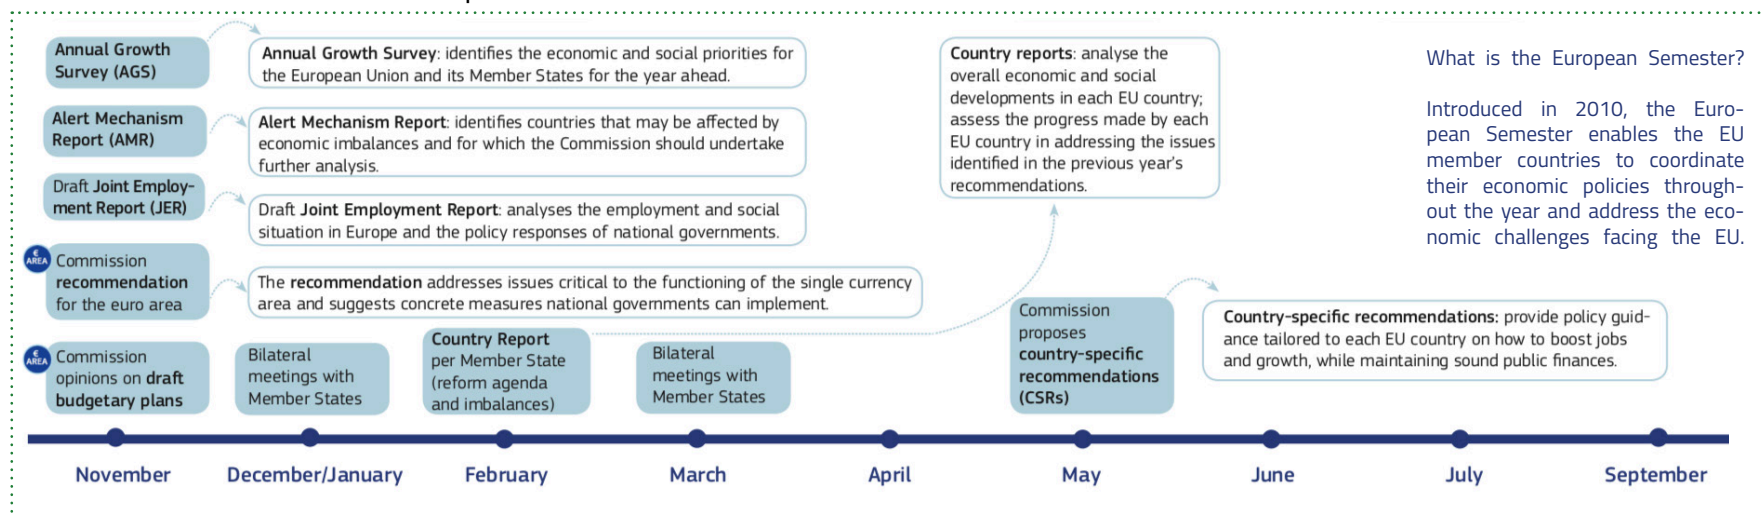 Annual Growth
Survey (AGS)
Annual Growth Survey: identifies the economic and social priorities for
the European Union and its Member States for the year ahead.
Alert Mechanism
Report (AMR)
Alert Mechanism Report: identifies countries that may be affected by
economic imbalances and for which the Commission should undertake
further analysis.
Draft Joint Employ-
ment Report (JER)
Draft Joint Employment Report: analyses the employment and social
situation in Europe and the policy responses of national governments.
€
AREA
Commission
recommendation
for the euro area
The recommendation addresses issues critical to the functioning of the single currency
area and suggests concrete measures national governments can implement.
€
AREA
Commission
opinions on draft
budgetary plans
Bilateral
meetings with
Member States
Country Report
per Member State
(reform agenda
and imbalances)
Bilateral
meetings with
Member States
Country reports: analyse the
overall economic and social
developments in each EU country;
assess the progress made by each
EU country in addressing the issues
identified in the previous year's
recommendations.
Commission
proposes
country-specific
recommendations
(CSRs)
Country-specific recommendations: provide policy guid-
ance tailored to each EU country on how to boost jobs
and growth, while maintaining sound public finances.
What is the European Semester?
Introduced in 2010, the Euro-
pean Semester enables the EU
member countries to coordinate
their economic policies through-
out the year and address the eco-
nomic challenges facing the EU.
November
December/January
February
March
April
May
June
July
September